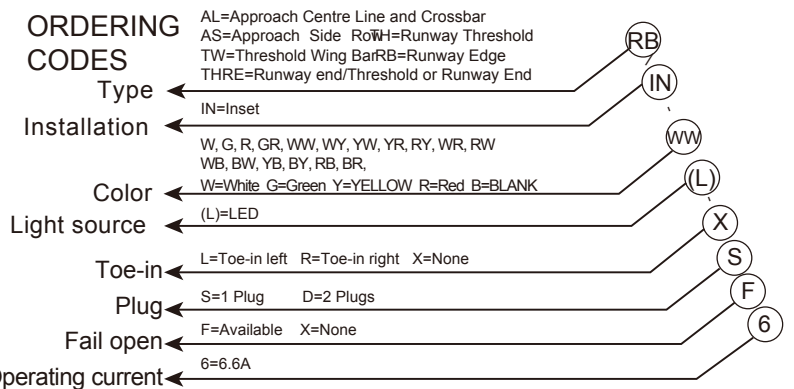 ORDERING CODES
AL=Approach Centre Line and Crossbar
AS=Approach Side Row TH=Runway Threshold
TW=Threshold Wing BarRB=Runway Edge
THRE=Runway end/Threshold or Runway End
Type
RB
IN=Inset
Installation
IN
W, G, R, GR, WW, WY, YW, YR, RY, WR, RW
WB, BW, YB, BY, RB, BR,
W=White G=Green Y=YELLOW R=Red B=BLANK
Color
WW
(L)=LED
Light source
(L)
L=Toe-in left R=Toe-in right X=None
Toe-in
X
S=1 Plug D=2 Plugs
Plug
S
F=Available X=None
Fail open
F
6=6.6A
Operating current
6